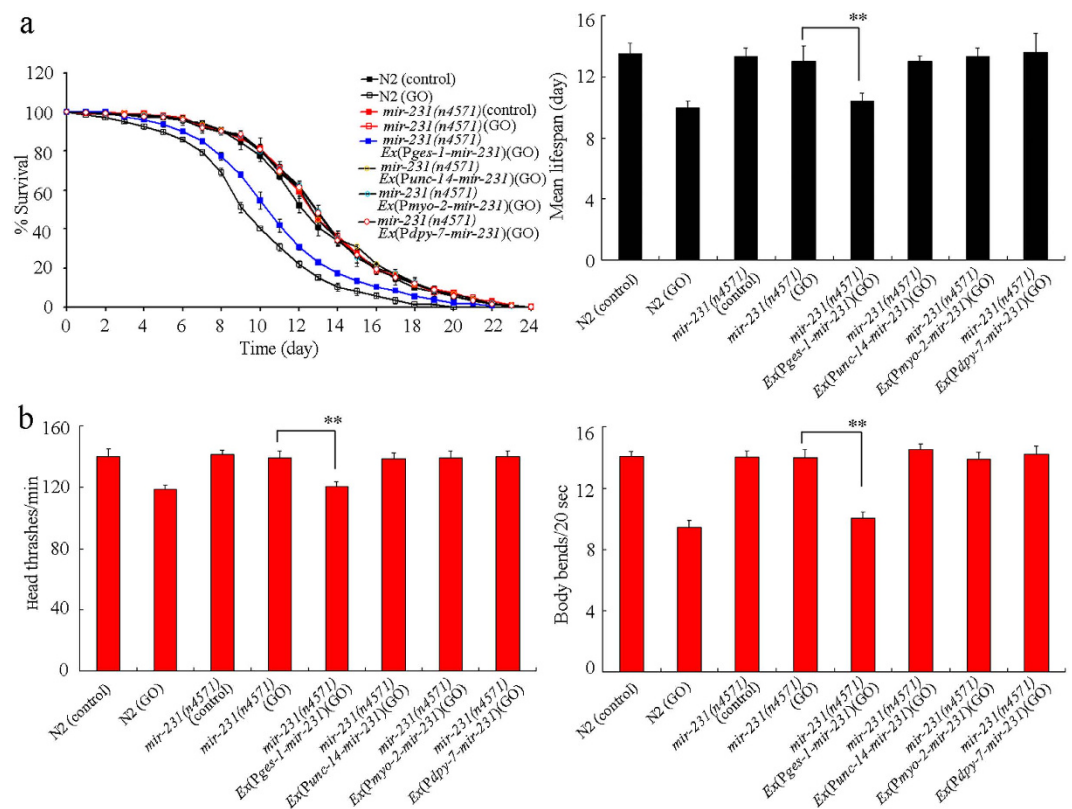 a
120
100
80
60
40
20
0
% Survival
0 2 4 6 8 10 12 14 16 18 20 22 24
Time (day)
N2 (control)
N2 (GO)
mir-231(n4571)(control)
mir-231(n4571)(GO)
mir-231(n4571)
Ex(Pges-1-mir-231)(GO)
mir-231(n4571)
Ex(Punc-14-mir-231)(GO)
mir-231(n4571)
Ex(Pmyo-2-mir-231)(GO)
mir-231(n4571)
Ex(Pdpy-7-mir-231)(GO)
16
12
8
4
0
Mean lifespan (day)
**
N2 (control)
N2 (GO)
mir-231(n4571)
(control)
mir-231(n4571)
(GO)
mir-231(n4571)
Ex(Pges-1-mir-231)(GO)
mir-231(n4571)
Ex(Punc-14-mir-231)(GO)
mir-231(n4571)
Ex(Pmyo-2-mir-231)(GO)
mir-231(n4571)
Ex(Pdpy-7-mir-231)(GO)
b
160
120
80
40
0
Head thrashes/min
**
N2 (control)
N2 (GO)
mir-231(n4571)
(control)
mir-231(n4571)
(GO)
mir-231(n4571)
Ex(Pges-1-mir-231)(GO)
mir-231(n4571)
Ex(Punc-14-mir-231)(GO)
mir-231(n4571)
Ex(Pmyo-2-mir-231)(GO)
mir-231(n4571)
Ex(Pdpy-7-mir-231)(GO)
16
12
8
4
0
Body bends/20 sec
**
N2 (control)
N2 (GO)
mir-231(n4571)
(control)
mir-231(n4571)
(GO)
mir-231(n4571)
Ex(Pges-1-mir-231)(GO)
mir-231(n4571)
Ex(Punc-14-mir-231)(GO)
mir-231(n4571)
Ex(Pmyo-2-mir-231)(GO)
mir-231(n4571)
Ex(Pdpy-7-mir-231)(GO)